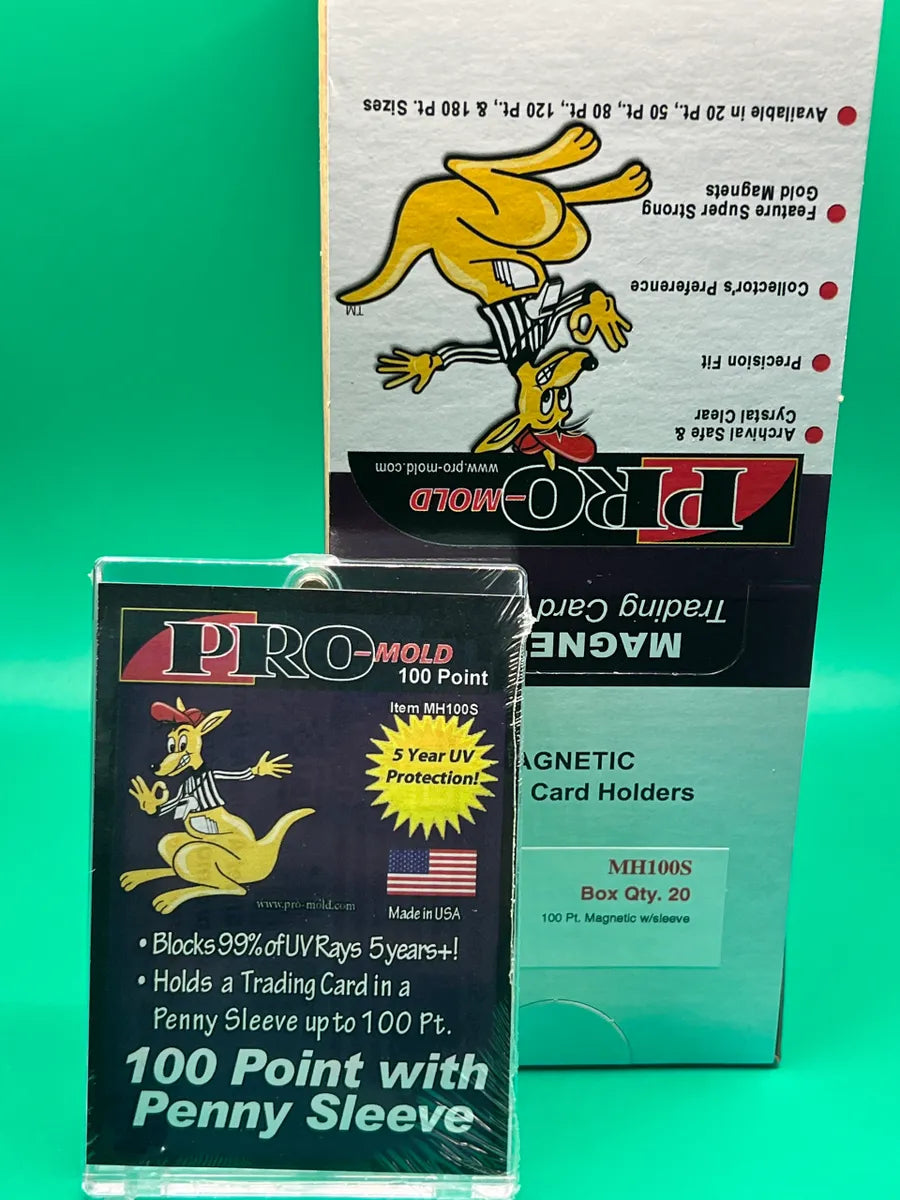 Available in 20 Pt., 50 Pt., 80 Pt., 120 Pt., & 180 Pt. Sizes
Feature Super Strong
Gold Magnets
Collector's Preference
Precision Fit
Archival Safe &
Cyrstal Clear
TM
www.pro-mold.com
PRO-MOLD
Trading Card
MAGNE
AGNETIC
Card Holders
MH100S
Box Qty. 20
100 Pt. Magnetic w/sleeve
PRO-MOLD
100 Point
Item MH100S
5 Year UV
Protection!
www.pro-mold.com
Made in USA
• Blocks 99% of UV Rays 5 years+!
• Holds a Trading Card in a
Penny Sleeve up to 100 Pt.
100 Point with
Penny Sleeve